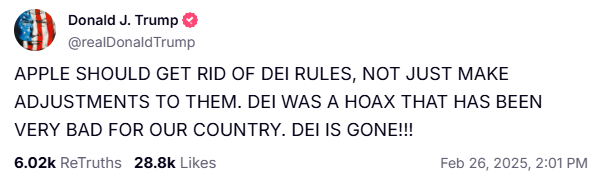 Donald J. Trump
@realDonaldTrump
APPLE SHOULD GET RID OF DEI RULES, NOT JUST MAKE
ADJUSTMENTS TO THEM. DEI WAS A HOAX THAT HAS BEEN
VERY BAD FOR OUR COUNTRY. DEI IS GONE!!!
6.02k ReTruths 28.8k Likes Feb 26, 2025, 2:01 PM